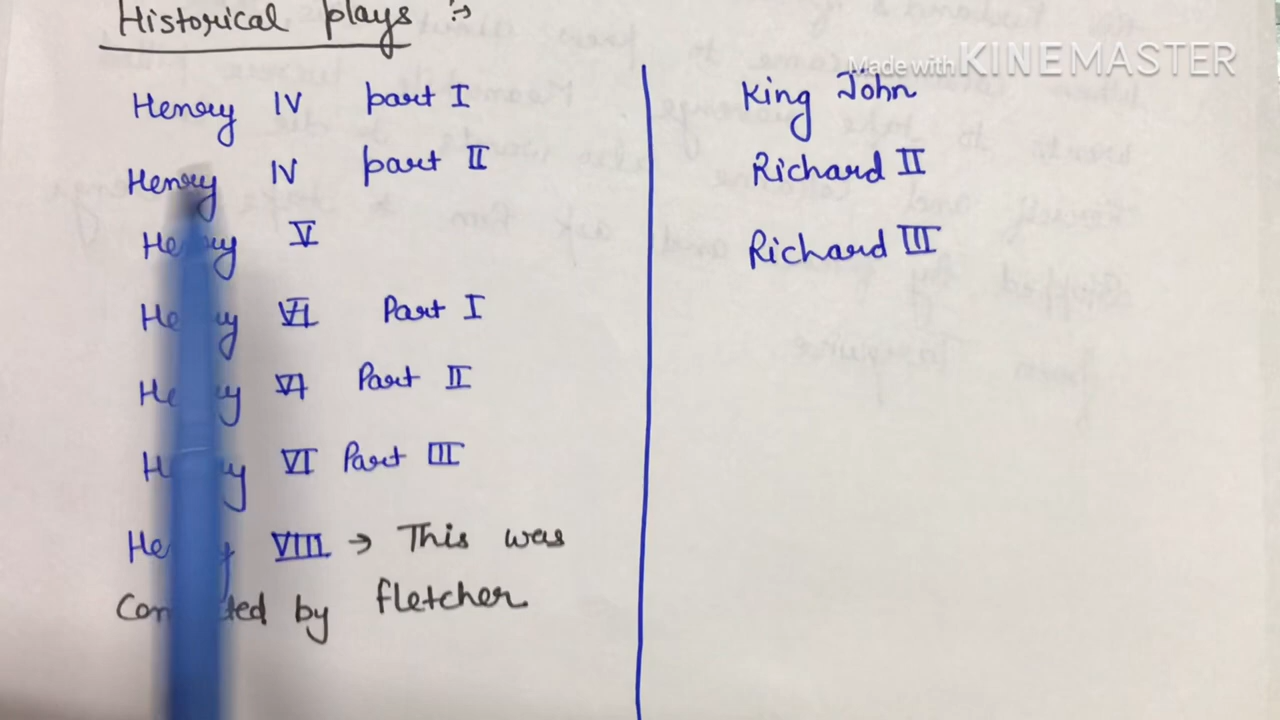 Historical plays :-
Made with KINEMASTER
Henry IV part I
Henry IV part II
Henry V
Henry VI Part I
Henry VI Part II
Henry VI Part III
Henry VIII → This was
by fletcher
King John
Richard II
Richard III